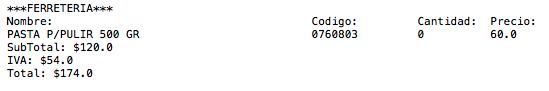 ***FERRETERIA***
Nombre: Codigo: Cantidad: Precio:
PASTA P/PULIR 500 GR 0760803 0 60.0
SubTotal: $120.0
IVA: $54.0
Total: $174.0